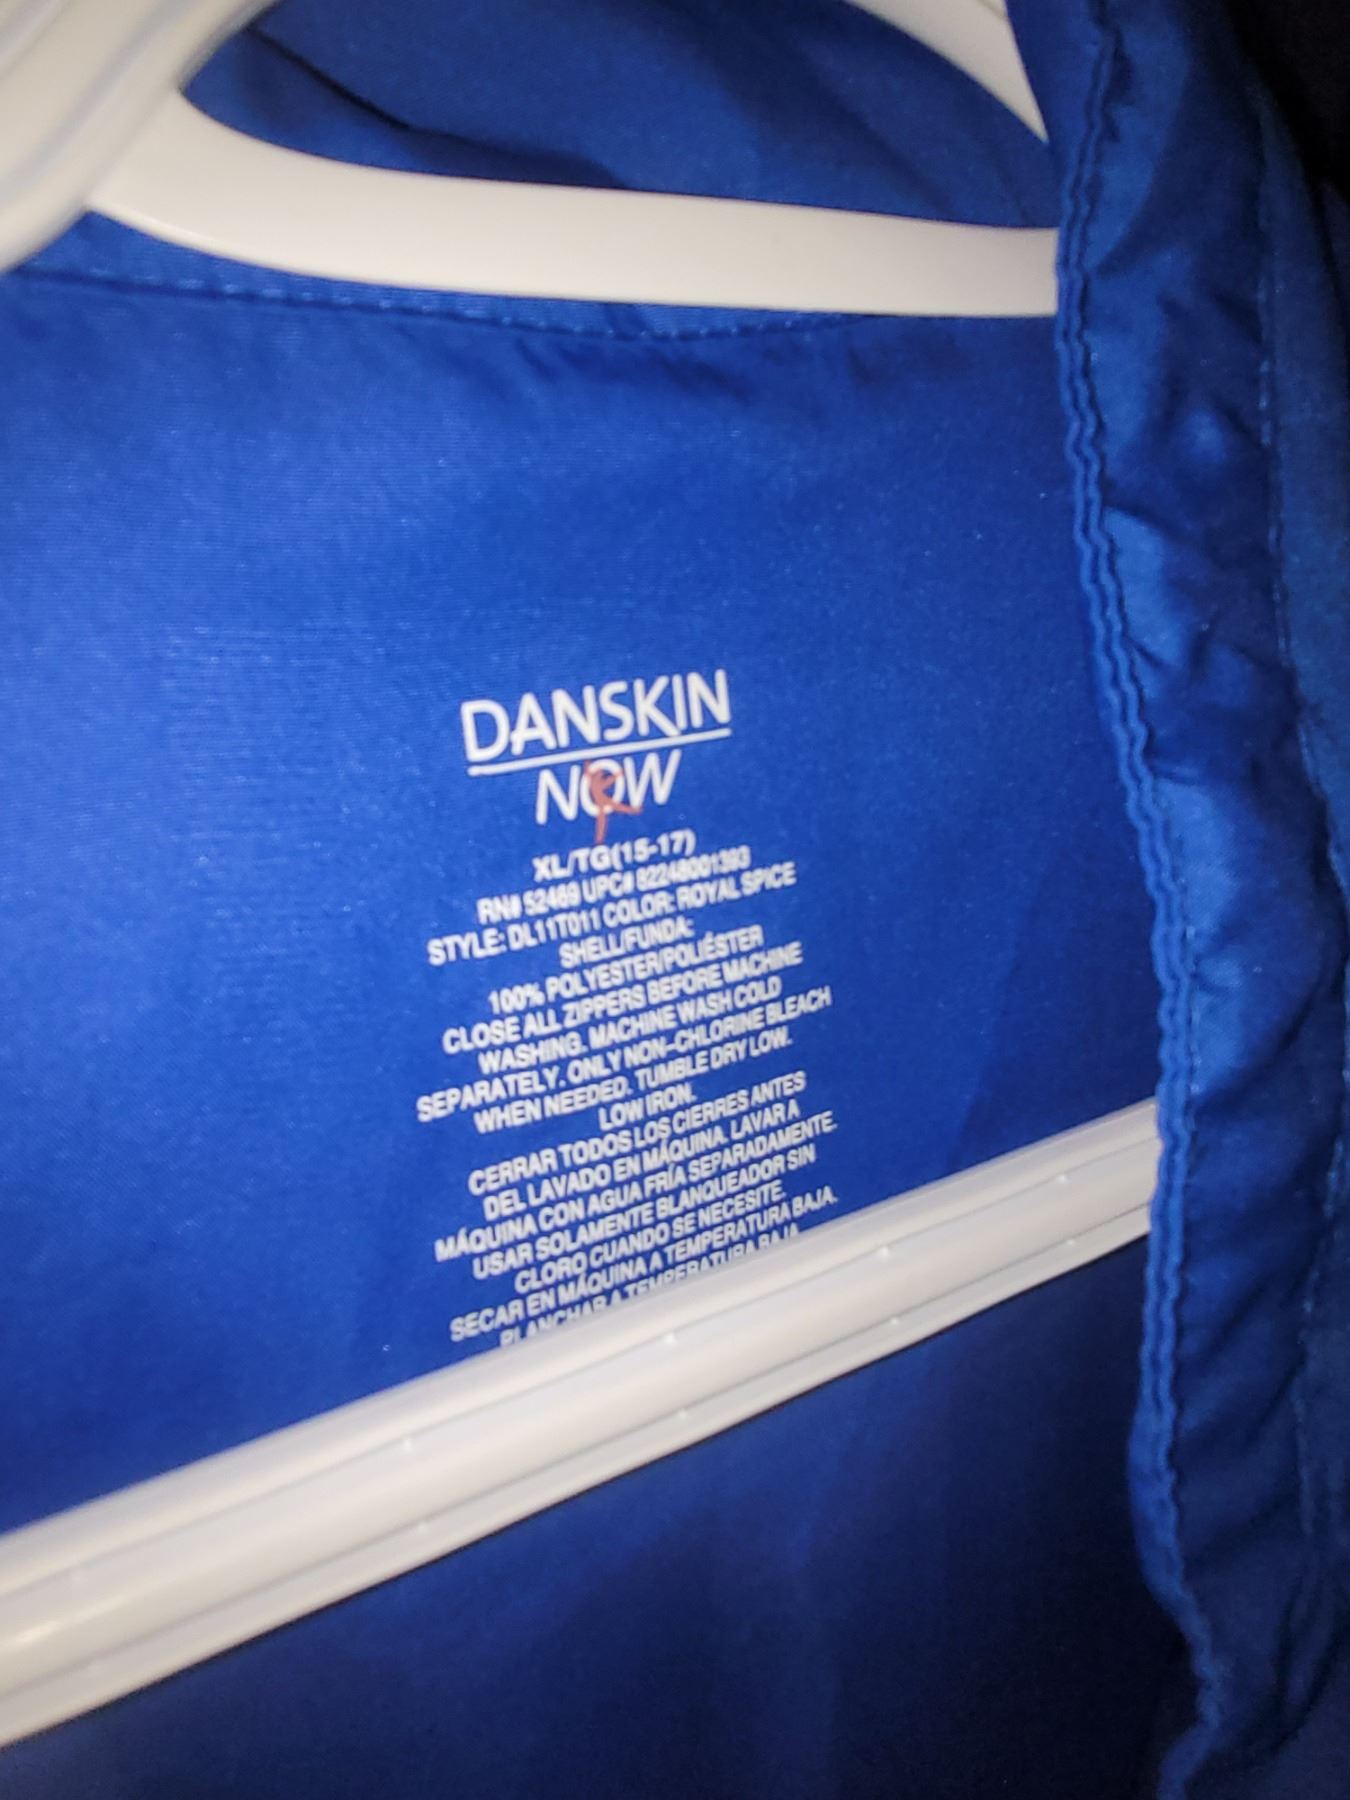 DANSKIN
NOW
XL/TG(15-17)
RN# 52469 UPC# 82248001393
STYLE: DL11T011 COLOR: ROYAL SPICE
SHELL/FUNDA:
100% POLYESTER/POLIÉSTER
CLOSE ALL ZIPPERS BEFORE MACHINE
WASHING. MACHINE WASH COLD
SEPARATELY. ONLY NON-CHLORINE BLEACH
WHEN NEEDED. TUMBLE DRY LOW.
LOW IRON.
CERRAR TODOS LOS CIERRES ANTES
DEL LAVADO EN MÁQUINA. LAVAR A
MÁQUINA CON AGUA FRÍA SEPARADAMENTE.
USAR SOLAMENTE BLANQUEADOR SIN
CLORO CUANDO SE NECESITE.
SECAR EN MÁQUINA A TEMPERATURA BAJA.
PLANCHAR A TEMPERATURA BAJA